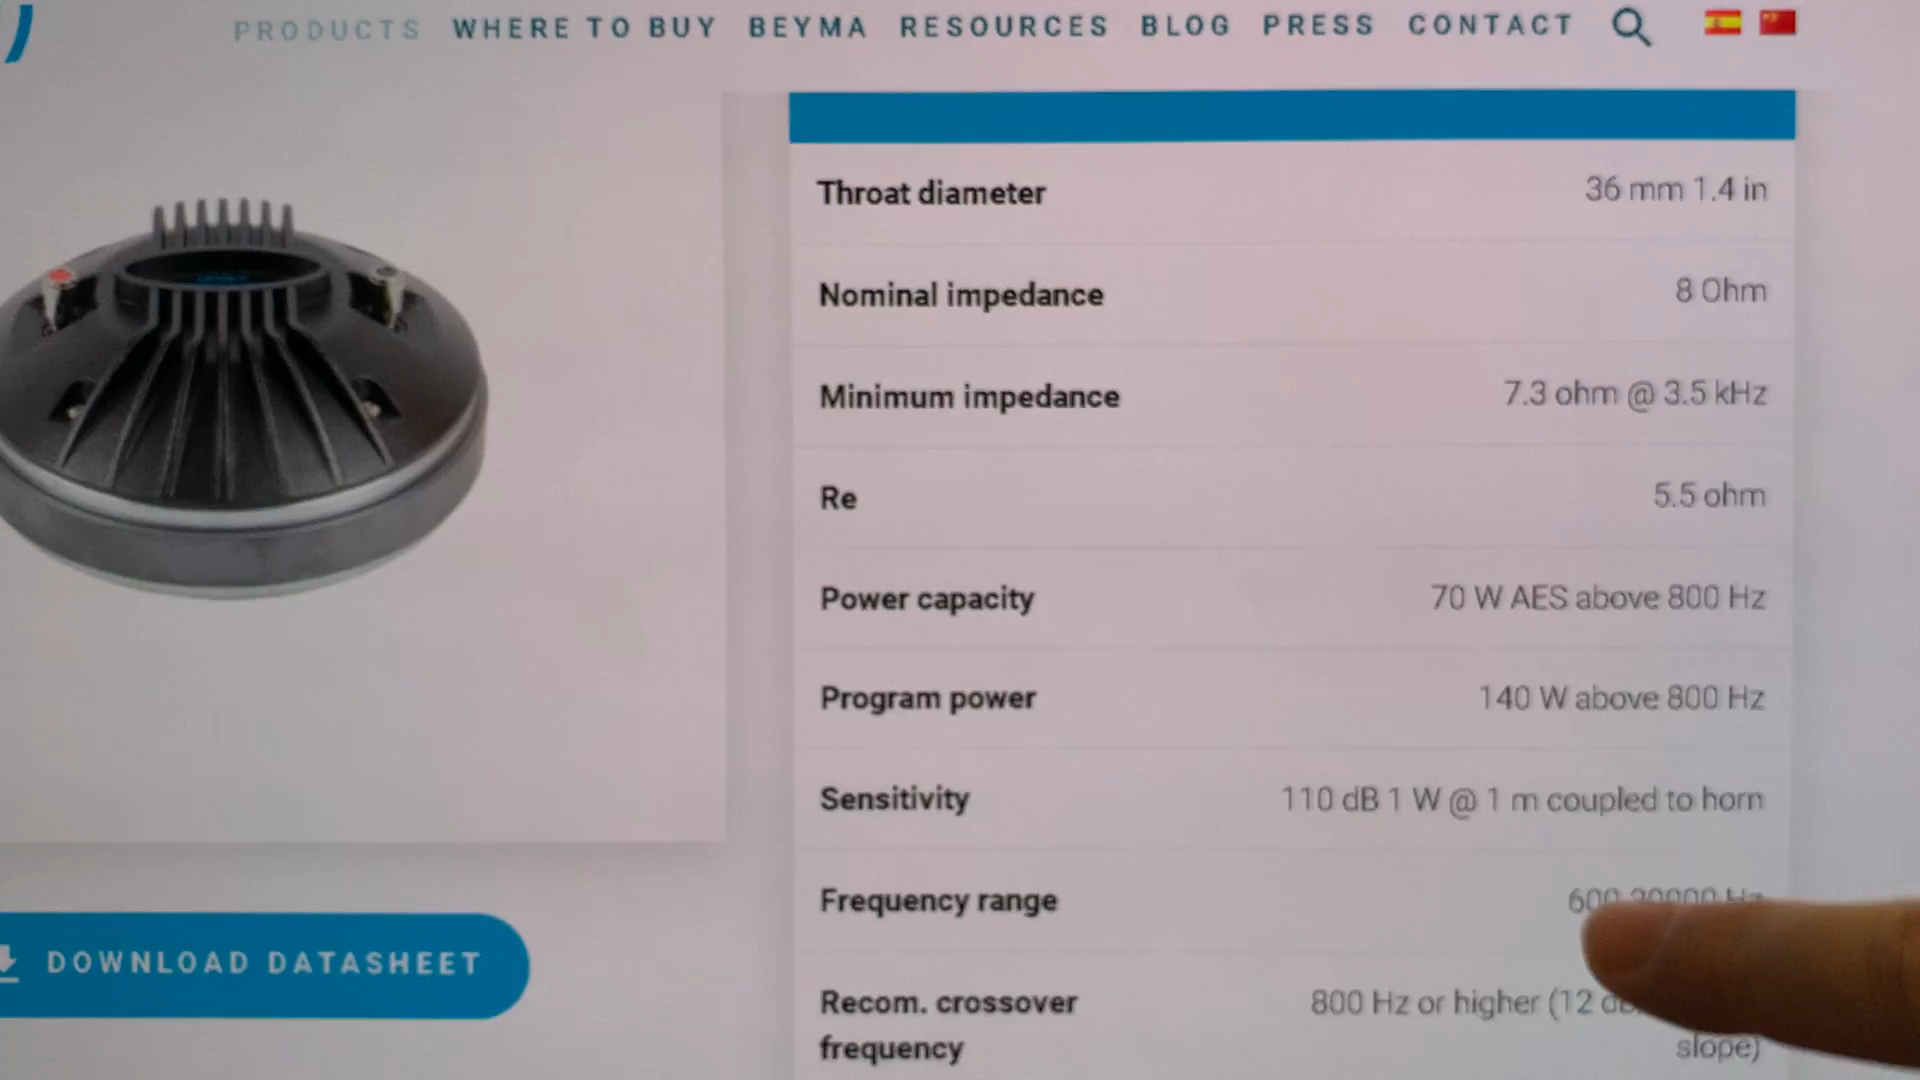 PRODUCTS WHERE TO BUY BEYMA RESOURCES BLOG PRESS CONTACT
Throat diameter 36 mm 1.4 in
Nominal impedance 8 Ohm
Minimum impedance 7.3 ohm @ 3.5 kHz
Re 5.5 ohm
Power capacity 70 W AES above 800 Hz
Program power 140 W above 800 Hz
Sensitivity 110 dB 1 W @ 1 m coupled to horn
Frequency range 600-20000 Hz
Recom. crossover 800 Hz or higher (12
frequency slope)
DOWNLOAD DATASHEET